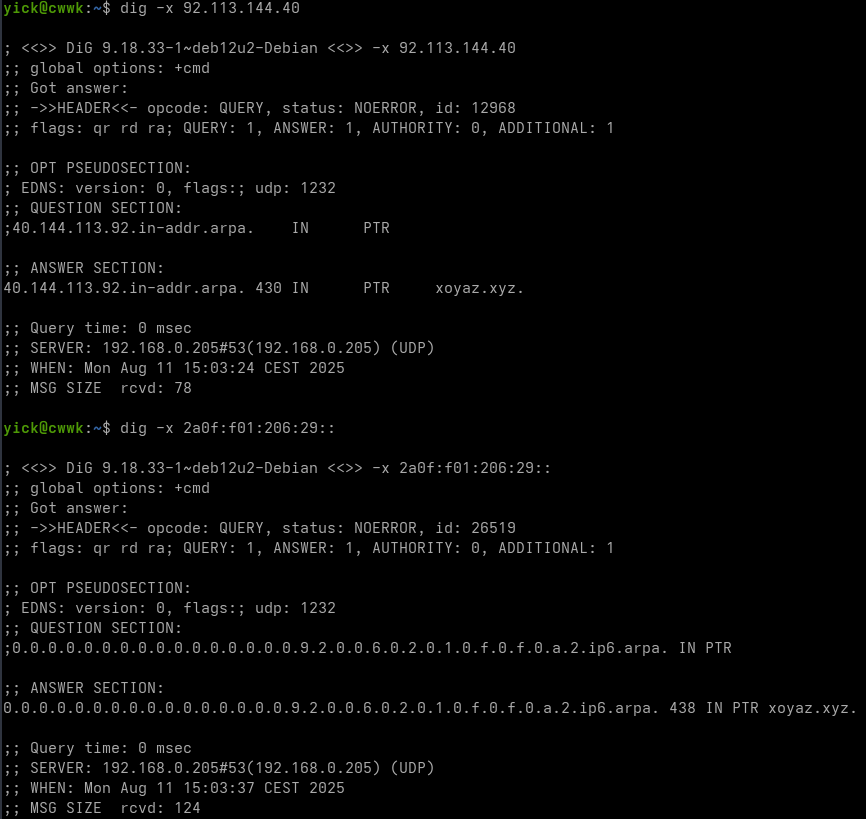 yick@cwwk:~$ dig -x 92.113.144.40

; <<>> DiG 9.18.33-1~deb12u2-Debian <<>> -x 92.113.144.40
;; global options: +cmd
;; Got answer:
;; ->>HEADER<<- opcode: QUERY, status: NOERROR, id: 12968
;; flags: qr rd ra; QUERY: 1, ANSWER: 1, AUTHORITY: 0, ADDITIONAL: 1

;; OPT PSEUDOSECTION:
; EDNS: version: 0, flags:; udp: 1232
;; QUESTION SECTION:
;40.144.113.92.in-addr.arpa.    IN      PTR

;; ANSWER SECTION:
40.144.113.92.in-addr.arpa. 430 IN      PTR     xoyaz.xyz.

;; Query time: 0 msec
;; SERVER: 192.168.0.205#53(192.168.0.205) (UDP)
;; WHEN: Mon Aug 11 15:03:24 CEST 2025
;; MSG SIZE  rcvd: 78

yick@cwwk:~$ dig -x 2a0f:f01:206:29::

; <<>> DiG 9.18.33-1~deb12u2-Debian <<>> -x 2a0f:f01:206:29::
;; global options: +cmd
;; Got answer:
;; ->>HEADER<<- opcode: QUERY, status: NOERROR, id: 26519
;; flags: qr rd ra; QUERY: 1, ANSWER: 1, AUTHORITY: 0, ADDITIONAL: 1

;; OPT PSEUDOSECTION:
; EDNS: version: 0, flags:; udp: 1232
;; QUESTION SECTION:
;0.0.0.0.0.0.0.0.0.0.0.0.0.0.0.0.9.2.0.0.6.0.2.0.1.0.f.0.f.0.a.2.ip6.arpa. IN PTR

;; ANSWER SECTION:
0.0.0.0.0.0.0.0.0.0.0.0.0.0.0.0.9.2.0.0.6.0.2.0.1.0.f.0.f.0.a.2.ip6.arpa. 438 IN PTR xoyaz.xyz.

;; Query time: 0 msec
;; SERVER: 192.168.0.205#53(192.168.0.205) (UDP)
;; WHEN: Mon Aug 11 15:03:37 CEST 2025
;; MSG SIZE  rcvd: 124